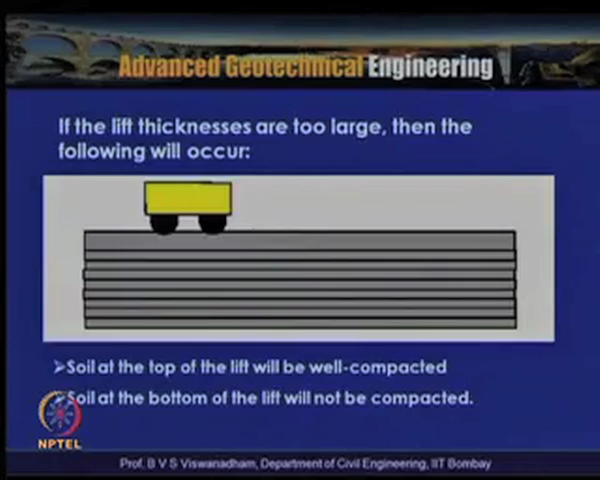 Advanced Geotechnical Engineering
If the lift thicknesses are too large, then the
following will occur:
➢Soil at the top of the lift will be well-compacted
➢Soil at the bottom of the lift will not be compacted.
NPTEL
Prof. B V S Viswanadham, Department of Civil Engineering, IIT Bombay